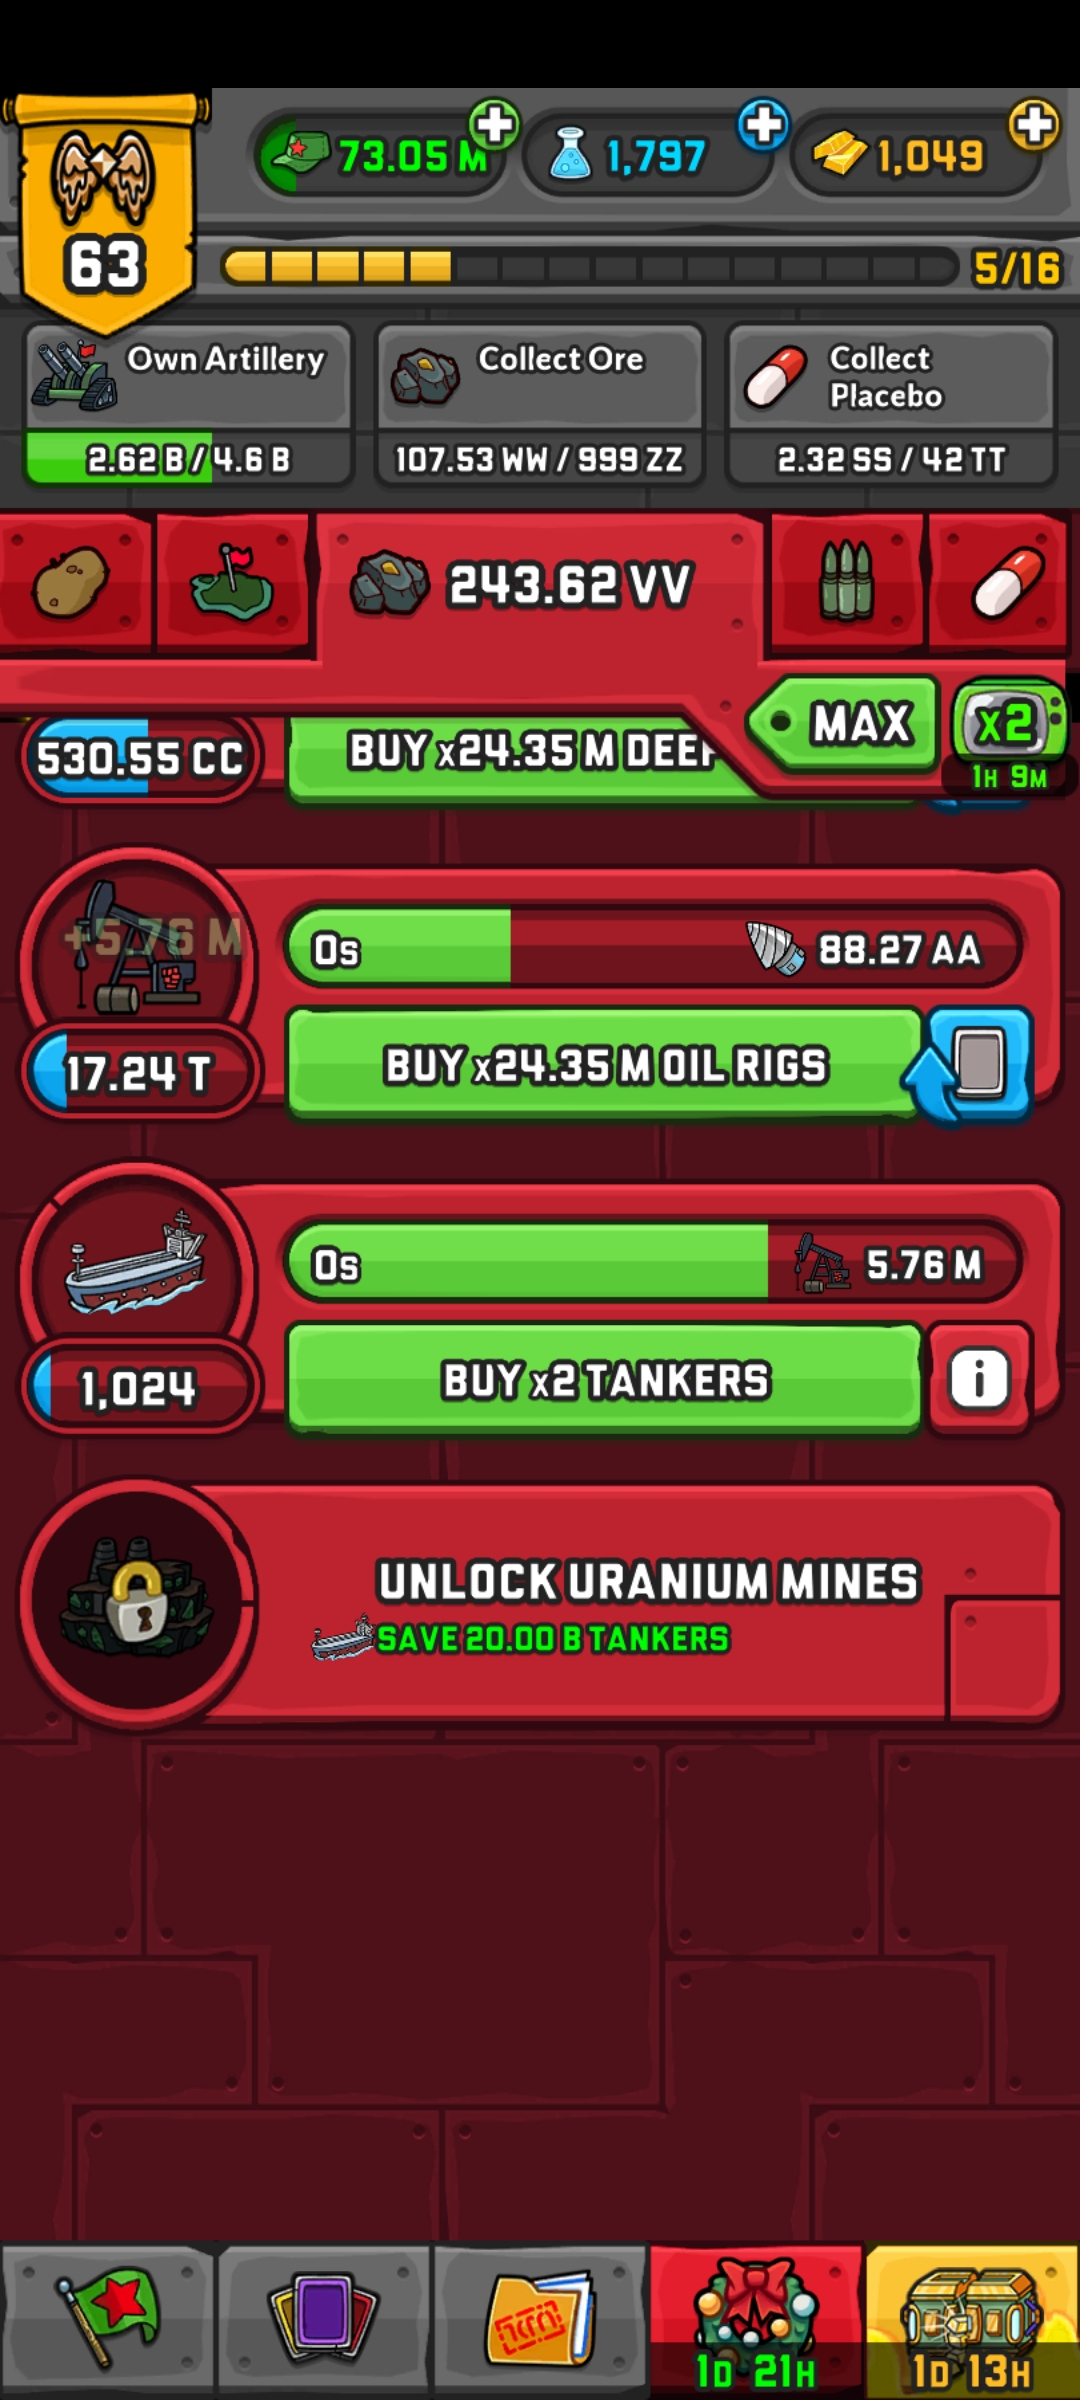 73.05 M
1,797
1,049
63
5/16
Own Artillery
2.62 B / 4.6 B
Collect Ore
107.53 WW / 999 ZZ
Collect
Placebo
2.32 SS / 42 TT
243.62 VV
MAX
x2
1H 9M
530.55 CC
BUY x24.35 M DEEP
+5.76 M
0s
88.27 AA
17.24 T
BUY x24.35 M OIL RIGS
0s
5.76 M
1,024
BUY x2 TANKERS
i
UNLOCK URANIUM MINES
SAVE 20.00 B TANKERS
1D 21H
1D 13H